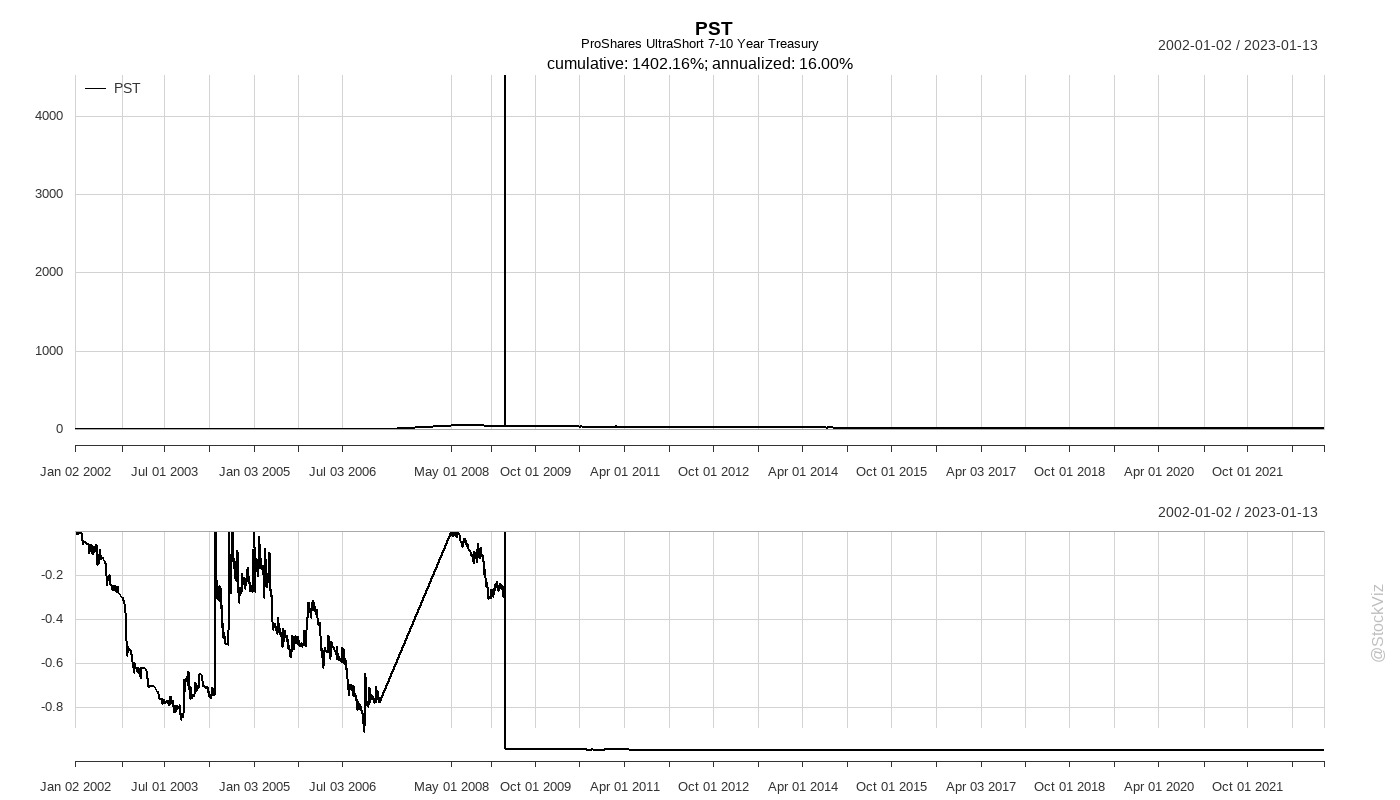 PST
ProShares UltraShort 7-10 Year Treasury
cumulative: 1402.16%; annualized: 16.00%
2002-01-02 / 2023-01-13
PST
4000
3000
2000
1000
0
Jan 02 2002 Jul 01 2003 Jan 03 2005 Jul 03 2006 May 01 2008 Oct 01 2009 Apr 01 2011 Oct 01 2012 Apr 01 2014 Oct 01 2015 Apr 03 2017 Oct 01 2018 Apr 01 2020 Oct 01 2021
2002-01-02 / 2023-01-13
-0.2
-0.4
-0.6
-0.8
Jan 02 2002 Jul 01 2003 Jan 03 2005 Jul 03 2006 May 01 2008 Oct 01 2009 Apr 01 2011 Oct 01 2012 Apr 01 2014 Oct 01 2015 Apr 03 2017 Oct 01 2018 Apr 01 2020 Oct 01 2021
@StockViz